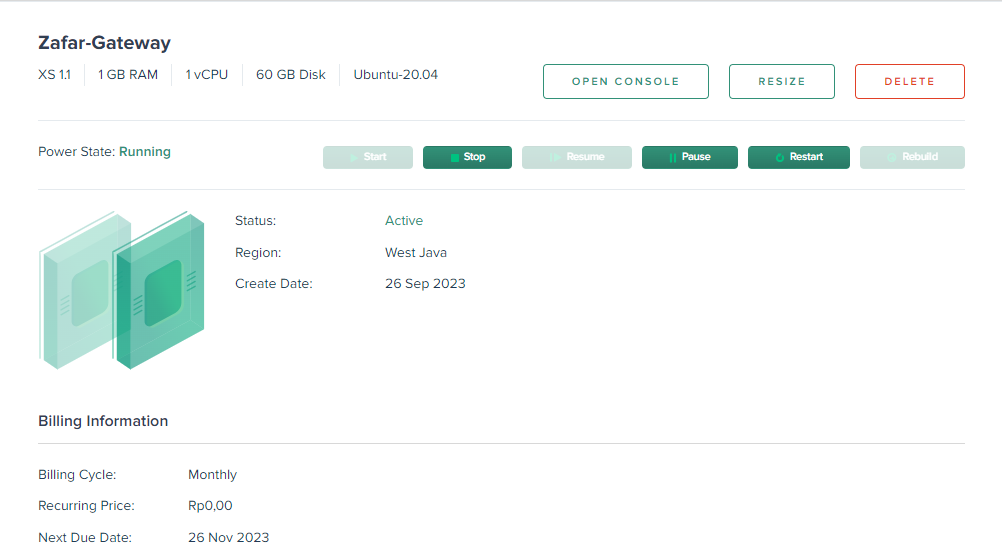 Zafar-Gateway
XS 1.1 1 GB RAM 1 vCPU 60 GB Disk Ubuntu-20.04
OPEN CONSOLE RESIZE DELETE
Power State: Running
Start Stop Resume Pause Restart Rebuild
Status: Active
Region: West Java
Create Date: 26 Sep 2023
Billing Information
Billing Cycle: Monthly
Recurring Price: Rp0,00
Next Due Date: 26 Nov 2023